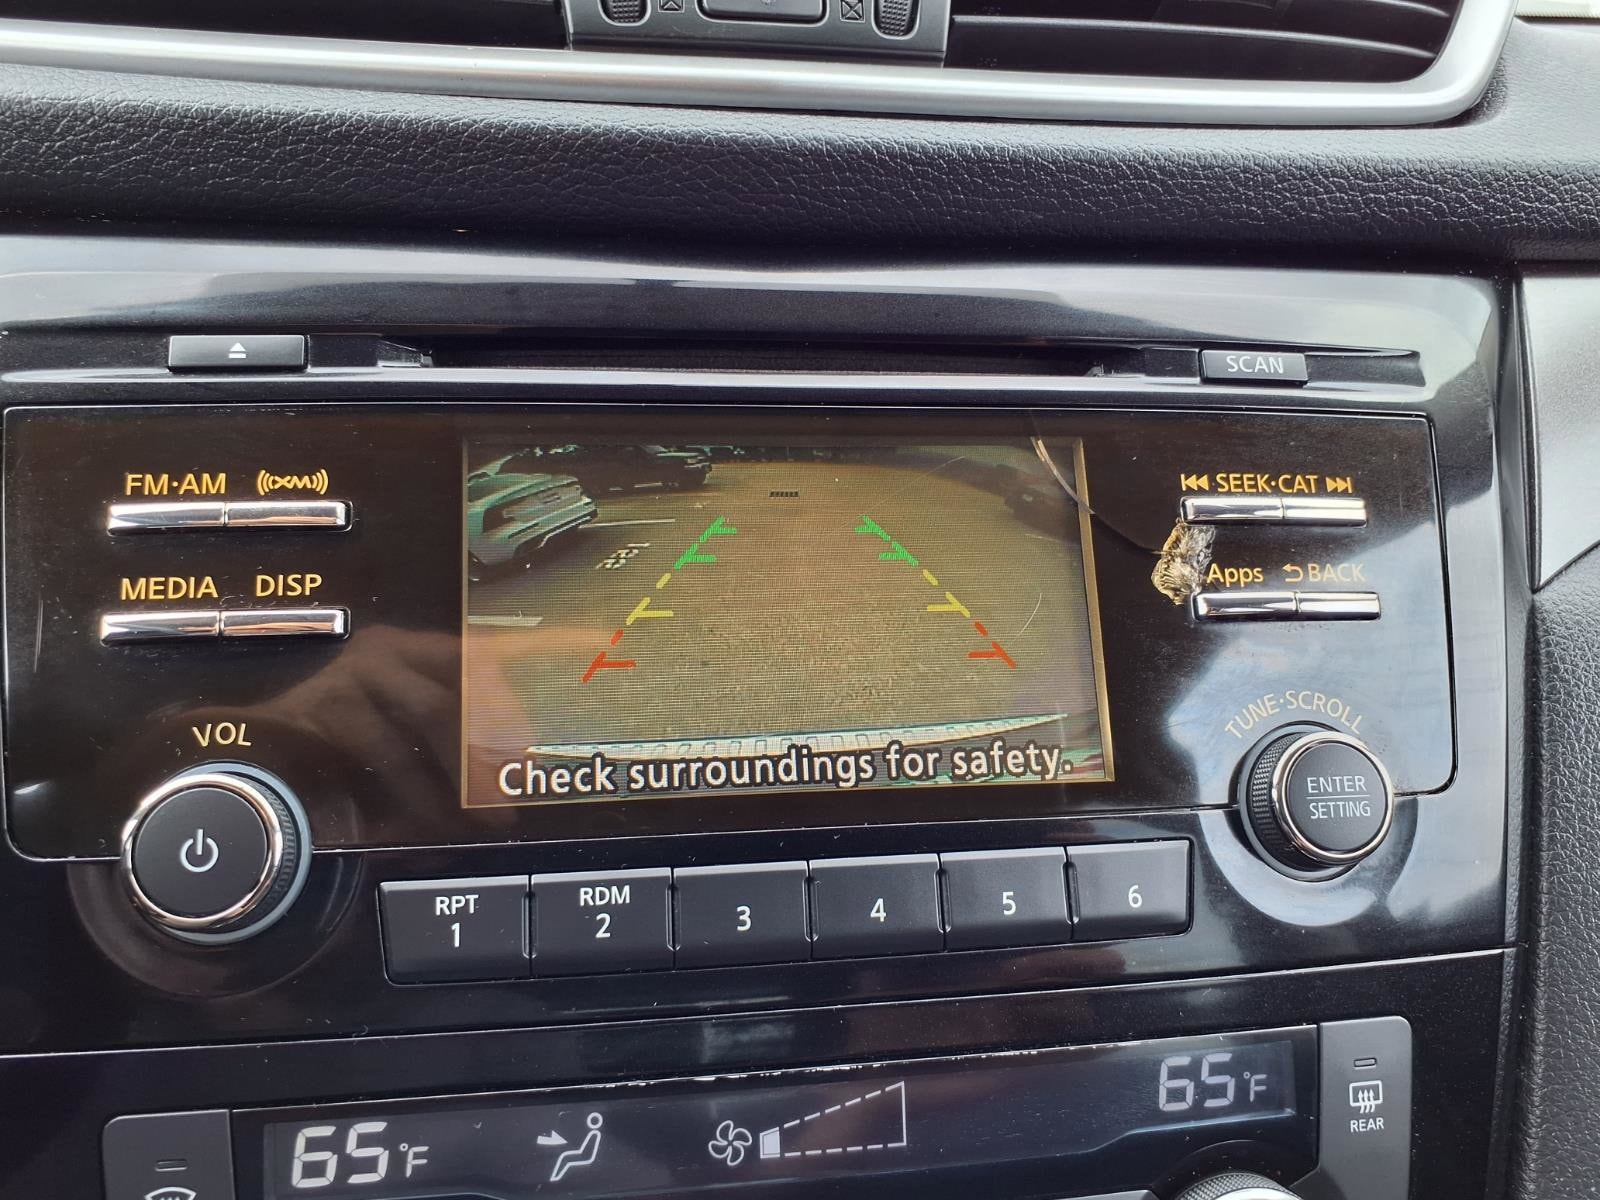 SCAN
FM·AM XM
SEEK·CAT
MEDIA DISP
Apps BACK
VOL
TUNE·SCROLL
Check surroundings for safety.
ENTER
SETTING
RPT
1
RDM
2
3
4
5
6
65°F
65°F
REAR